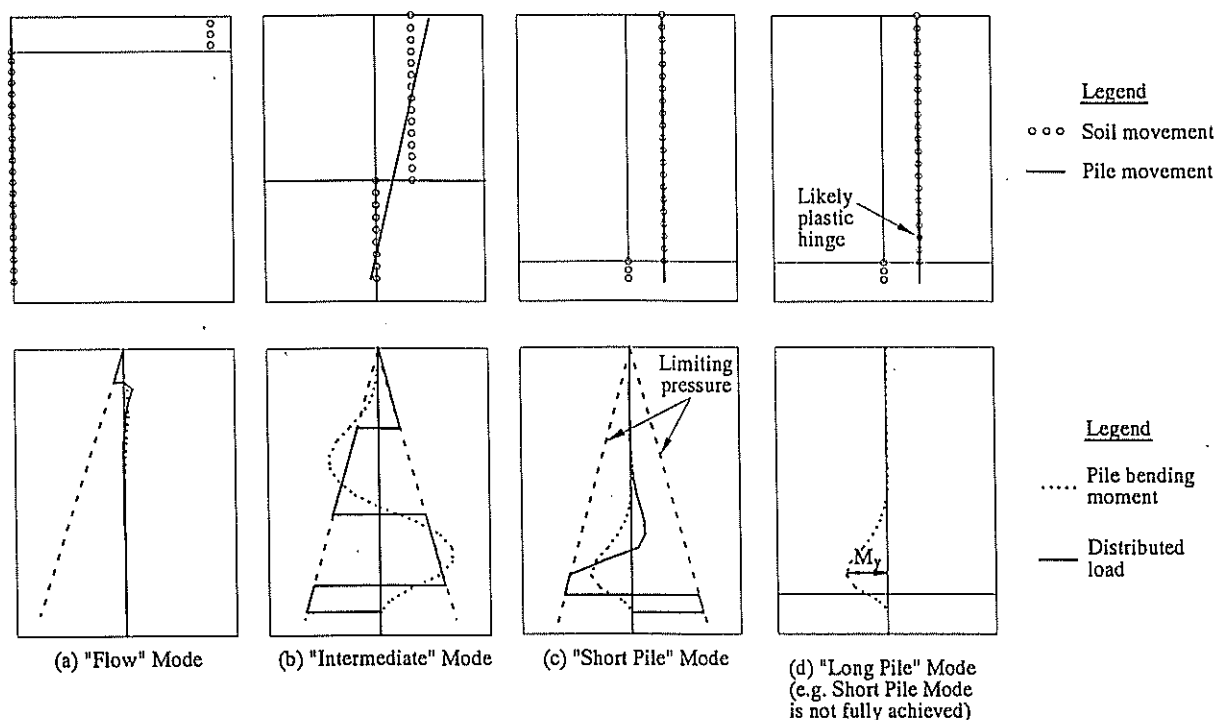 Legend
o o o Soil movement
Pile movement
Likely
plastic
hinge
Limiting
pressure
My
Legend
Pile bending
moment
Distributed
load
(a) "Flow" Mode
(b) "Intermediate" Mode
(c) "Short Pile" Mode
(d) "Long Pile" Mode
(e.g. Short Pile Mode
is not fully achieved)